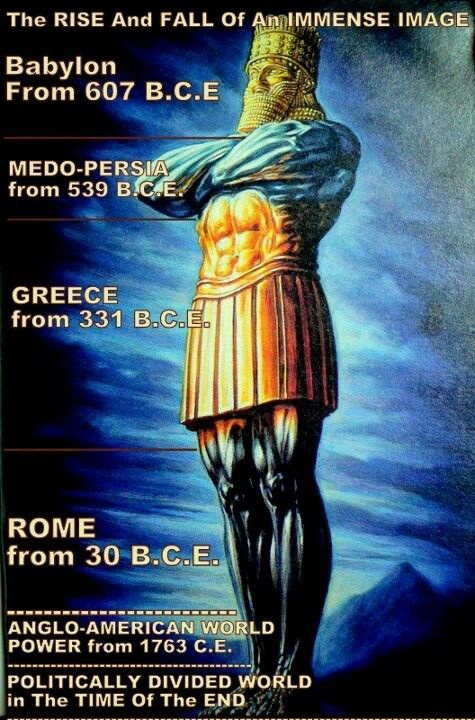 The RISE And FALL Of An IMMENSE IMAGE
Babylon
From 607 B.C.E
MEDO-PERSIA
from 539 B.C.E.
GREECE
from 331 B.C.E.
ROME
from 30 B.C.E.
ANGLO-AMERICAN WORLD
POWER from 1763 C.E.
POLITICALLY DIVIDED WORLD
in The TIME Of The END